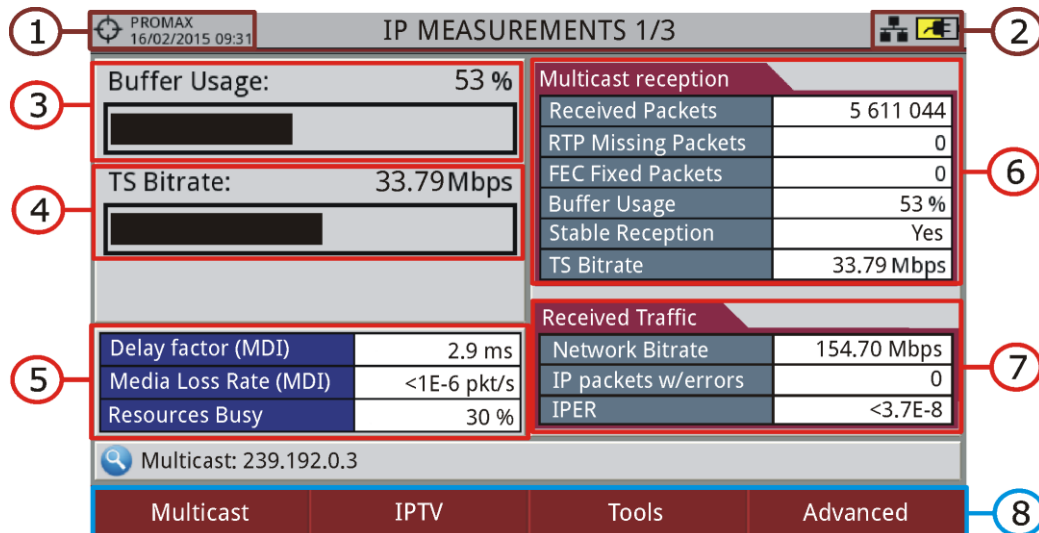 1
PROMAX
16/02/2015 09:31
IP MEASUREMENTS 1/3
2
3
Buffer Usage: 53 %
4
TS Bitrate: 33.79 Mbps
5
Delay factor (MDI) 2.9 ms
Media Loss Rate (MDI) <1E-6 pkt/s
Resources Busy 30 %
Multicast reception
Received Packets 5 611 044
RTP Missing Packets 0
FEC Fixed Packets 0
Buffer Usage 53 %
Stable Reception Yes
TS Bitrate 33.79 Mbps
6
Received Traffic
Network Bitrate 154.70 Mbps
IP packets w/errors 0
IPER <3.7E-8
7
Multicast: 239.192.0.3
Multicast IPTV Tools Advanced
8